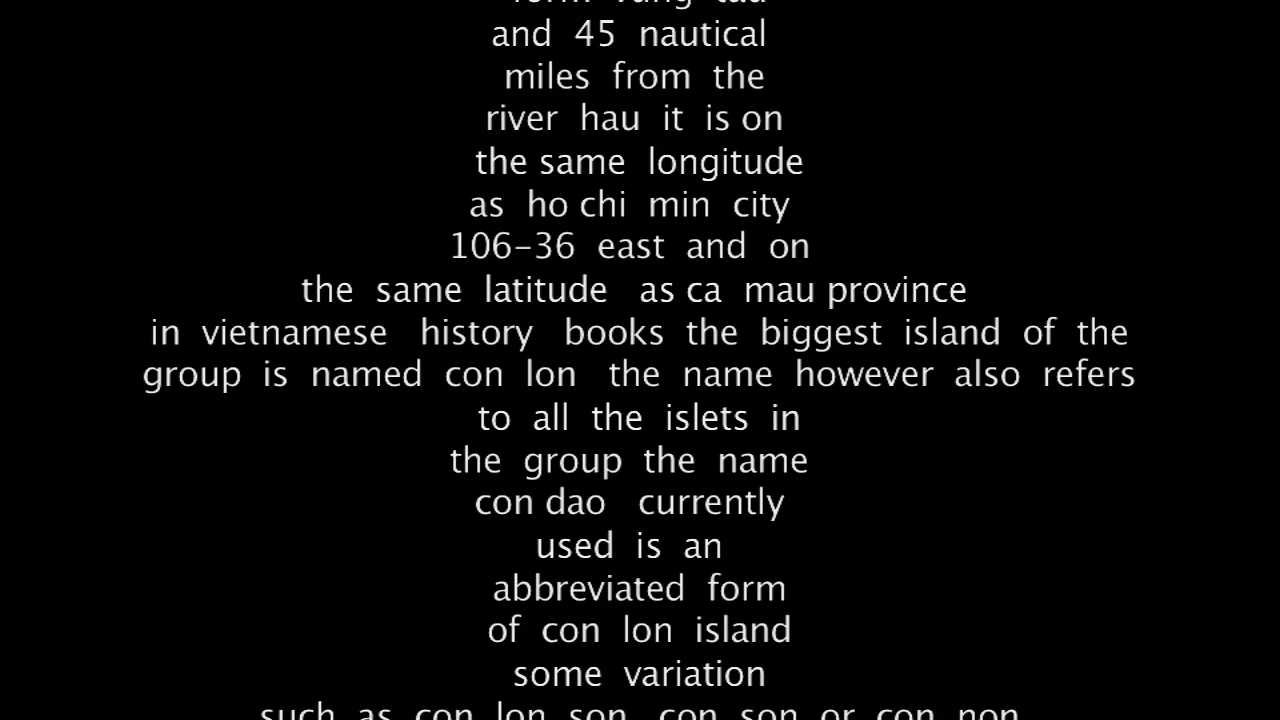 form vung tau
and 45 nautical
miles from the
river hau it is on
the same longitude
as ho chi min city
106-36 east and on
the same latitude as ca mau province
in vietnamese history books the biggest island of the
group is named con lon the name however also refers
to all the islets in
the group the name
con dao currently
used is an
abbreviated form
of con lon island
some variation
such as con lon son con son or con non